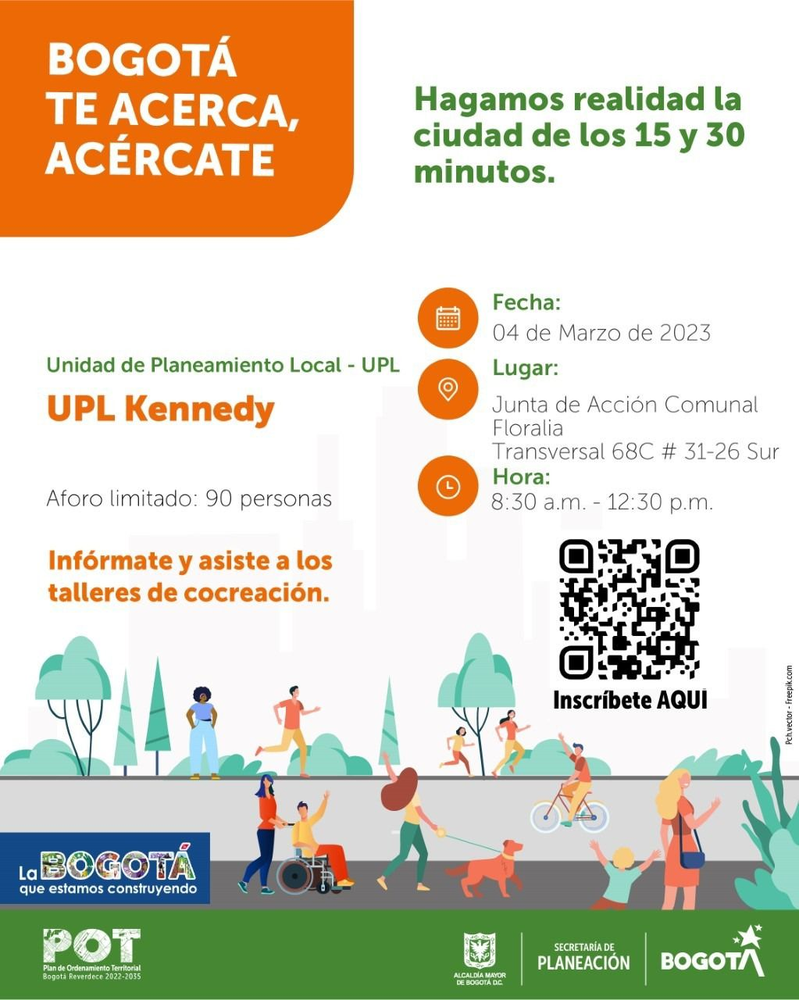 BOGOTÁ
TE ACERCA,
ACÉRCATE
Hagamos realidad la
ciudad de los 15 y 30
minutos.
Unidad de Planeamiento Local - UPL
UPL Kennedy
Aforo limitado: 90 personas
Infórmate y asiste a los
talleres de cocreación.
Fecha:
04 de Marzo de 2023
Lugar:
Junta de Acción Comunal
Floralia
Transversal 68C # 31-26 Sur
Hora:
8:30 a.m. - 12:30 p.m.
Inscríbete AQUÍ
Pch.vector - Freepik.com
La BOGOTÁ
que estamos construyendo
POT
Plan de Ordenamiento Territorial
Bogotá Reverdece 2022-2035
ALCALDÍA MAYOR
DE BOGOTÁ D.C.
SECRETARÍA DE
PLANEACIÓN
BOGOTÁ